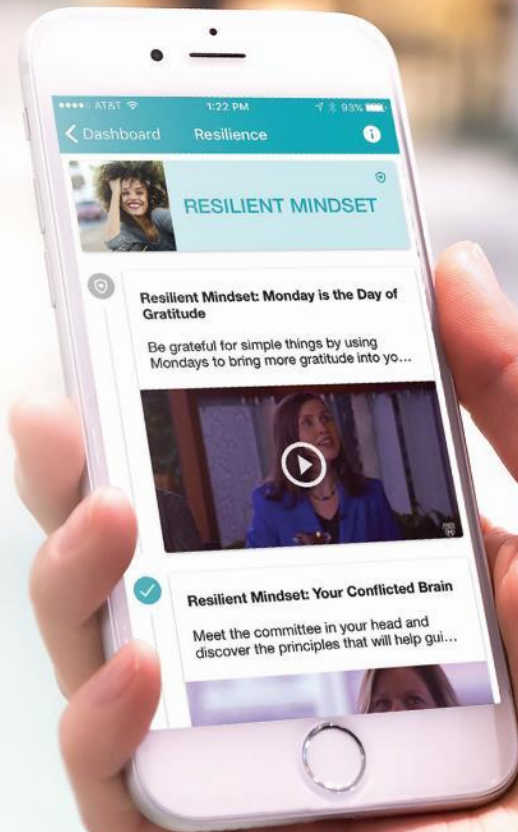 AT&T 1:22 PM 93%
Dashboard Resilience
RESILIENT MINDSET
Resilient Mindset: Monday is the Day of
Gratitude
Be grateful for simple things by using
Mondays to bring more gratitude into yo...
Resilient Mindset: Your Conflicted Brain
Meet the committee in your head and
discover the principles that will help gui...